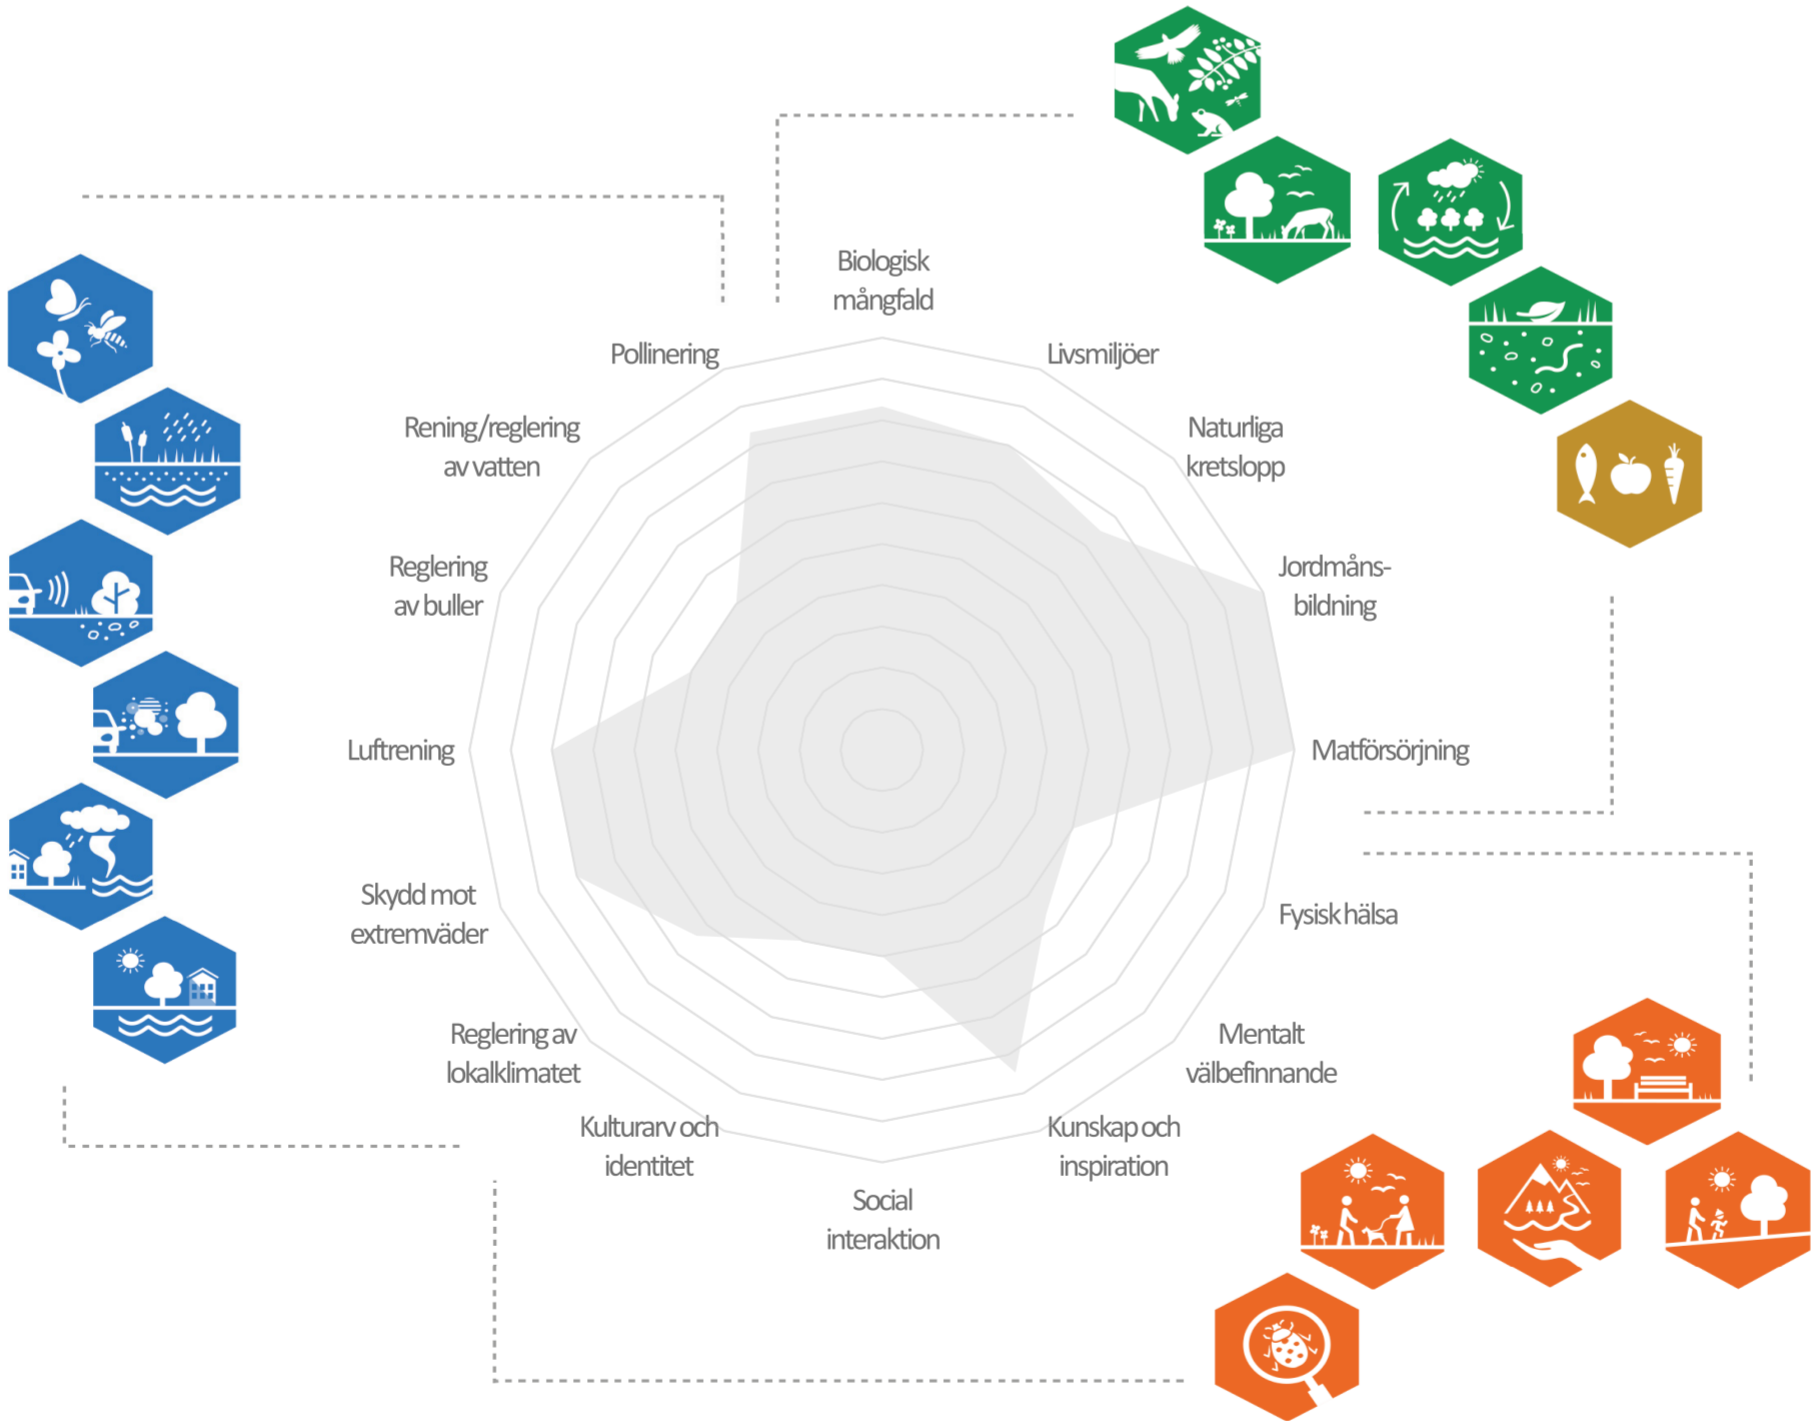 Biologisk
mångfald
Livsmiljöer
Naturliga
kretslopp
Jordmåns-
bildning
Matförsörjning
Fysisk hälsa
Mentalt
välbefinnande
Kunskap och
inspiration
Social
interaktion
Kulturarv och
identitet
Reglering av
lokalklimatet
Skydd mot
extremväder
Luftrening
Reglering
av buller
Rening/reglering
av vatten
Pollinering